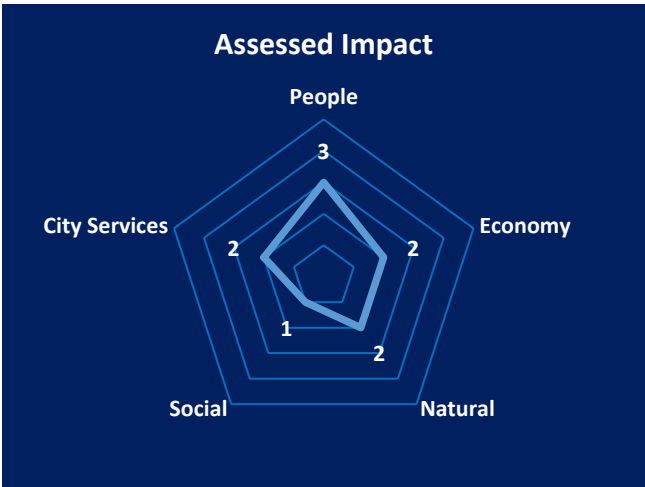 Assessed Impact
People
3
City Services
2
2
Economy
1
2
Social
Natural